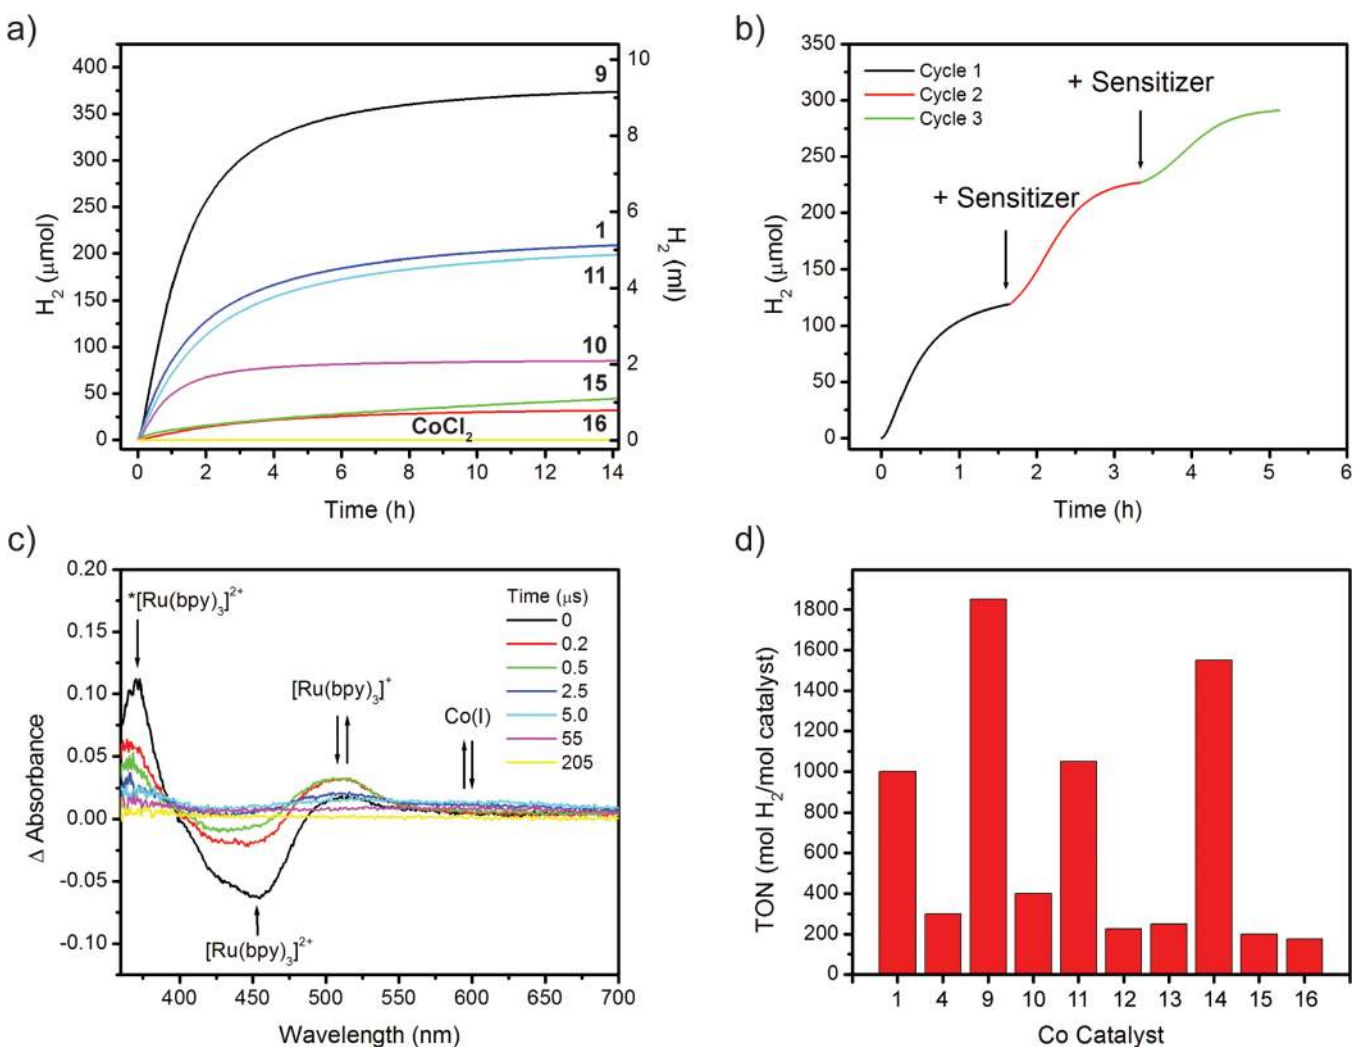 a)
400
350
300
250
200
150
100
50
0
H2 (μmol)
0 2 4 6 8 10 12 14
Time (h)
10
8
6
4
2
0
H2 (ml)
9
1
11
10
15
16
CoCl2
b)
350
300
250
200
150
100
50
0
H2 (μmol)
0 1 2 3 4 5 6
Time (h)
Cycle 1
Cycle 2
Cycle 3
+ Sensitizer
+ Sensitizer
c)
0.20
0.15
0.10
0.05
0.00
-0.05
-0.10
Δ Absorbance
400 450 500 550 600 650 700
Wavelength (nm)
*[Ru(bpy)3]2+
[Ru(bpy)3]+
Co(I)
[Ru(bpy)3]2+
Time (μs)
0
0.2
0.5
2.5
5.0
55
205
d)
1800
1600
1400
1200
1000
800
600
400
200
0
TON (mol H2/mol catalyst)
1 4 9 10 11 12 13 14 15 16
Co Catalyst